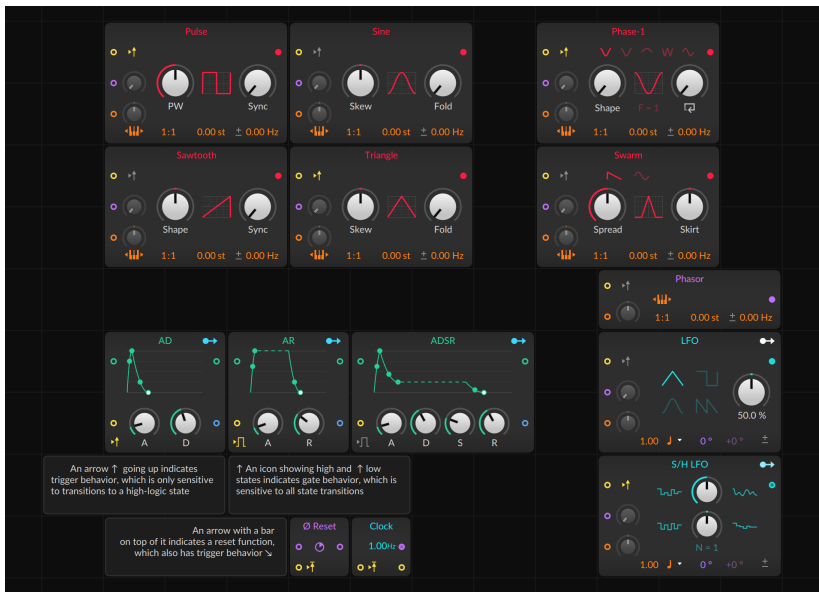 Pulse
PW
Sync
1:1 0.00 st ± 0.00 Hz
Sine
Skew
Fold
1:1 0.00 st ± 0.00 Hz
Phase-1
Shape
F = 1
1:1 0.00 st ± 0.00 Hz
Sawtooth
Shape
Sync
1:1 0.00 st ± 0.00 Hz
Triangle
Skew
Fold
1:1 0.00 st ± 0.00 Hz
Swarm
Spread
Skirt
1:1 0.00 st ± 0.00 Hz
Phasor
1:1 0.00 st ± 0.00 Hz
AD
A D
AR
A R
ADSR
A D S R
LFO
50.0 %
1.00 0° +0° ±
An arrow ↑ going up indicates
trigger behavior, which is only sensitive
to transitions to a high-logic state
↑ An icon showing high and ↑ low
states indicates gate behavior, which is
sensitive to all state transitions
S/H LFO
N = 1
1.00 0° +0° ±
An arrow with a bar
on top of it indicates a reset function,
which also has trigger behavior ↘
Ø Reset
Clock
1.00Hz